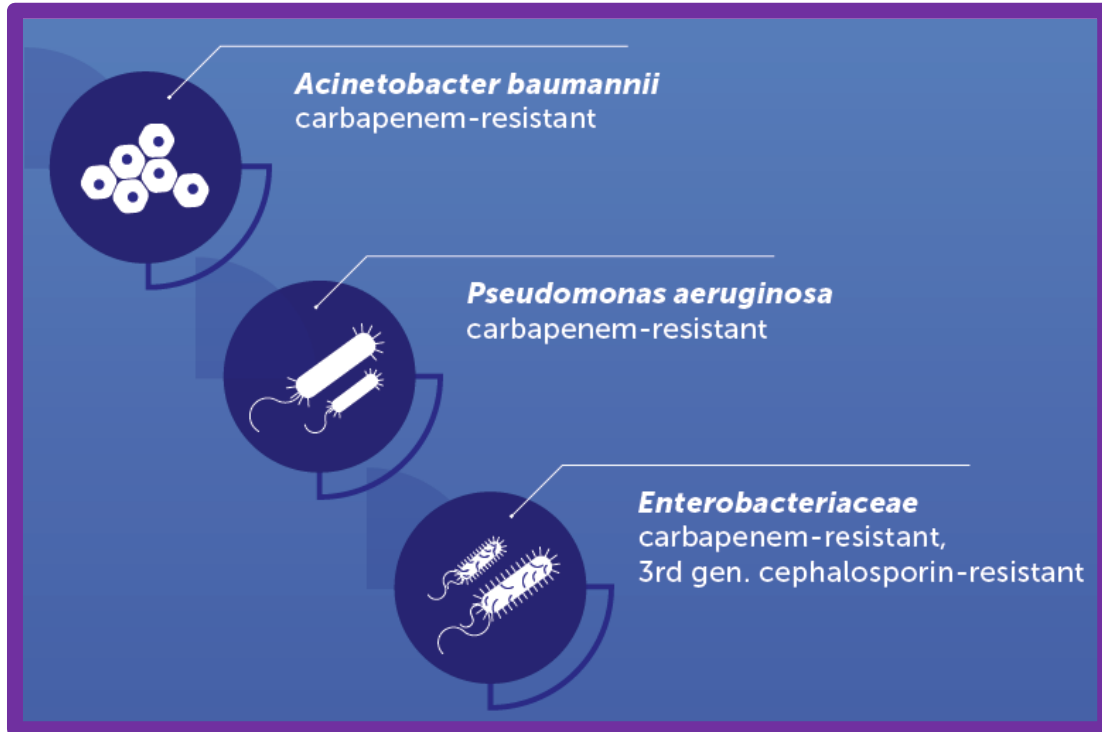 Acinetobacter baumannii
carbapenem-resistant
Pseudomonas aeruginosa
carbapenem-resistant
Enterobacteriaceae
carbapenem-resistant,
3rd gen. cephalosporin-resistant